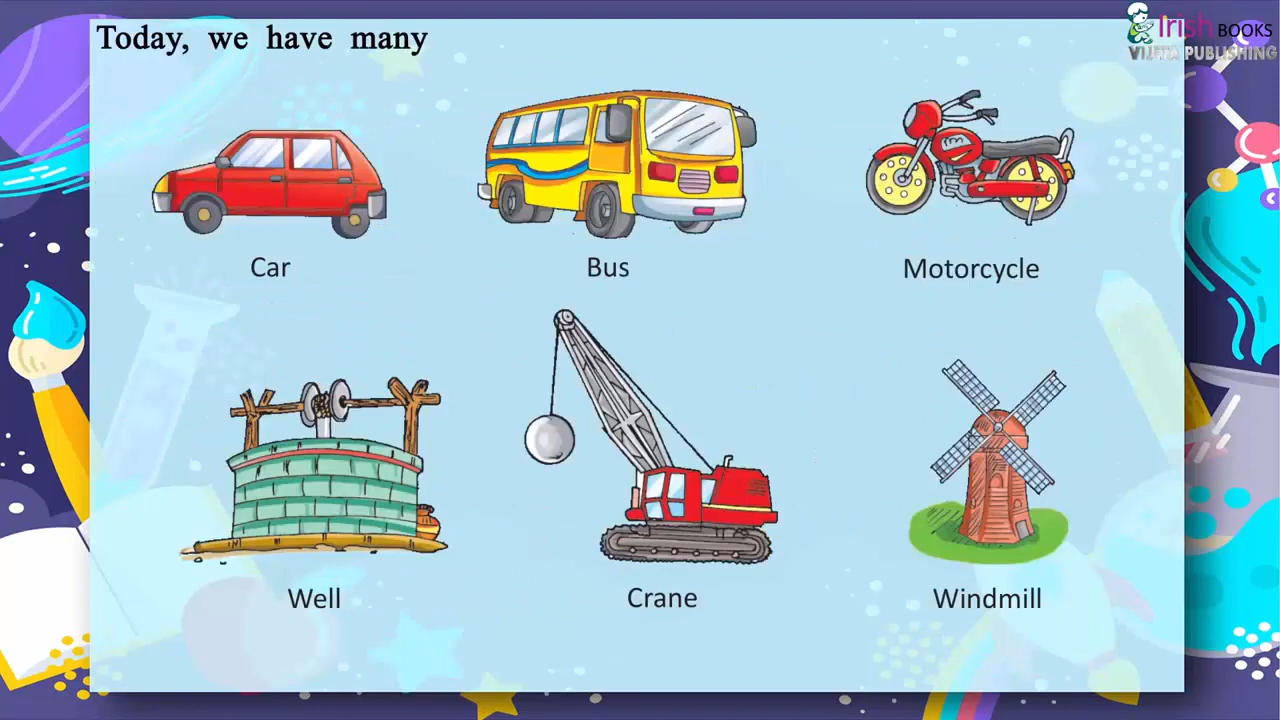 Today, we have many
Irish BOOKS
VIJETA PUBLISHING
Car
Bus
Motorcycle
Well
Crane
Windmill